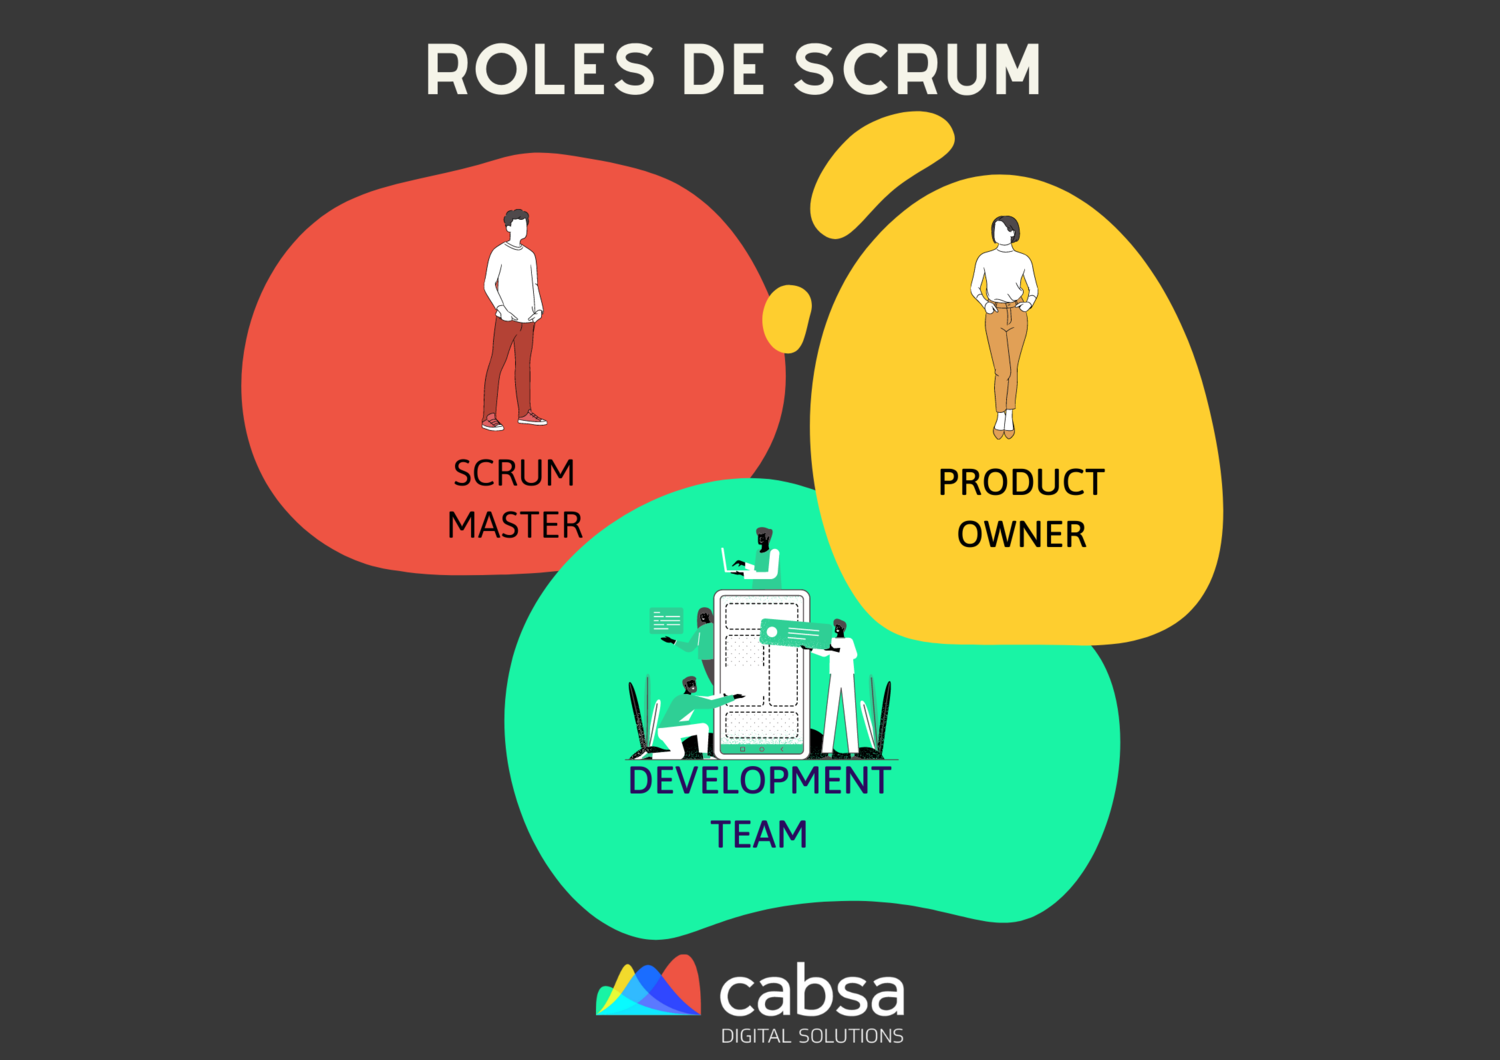 ROLES DE SCRUM
SCRUM
MASTER
PRODUCT
OWNER
DEVELOPMENT
TEAM
cabsa
DIGITAL SOLUTIONS